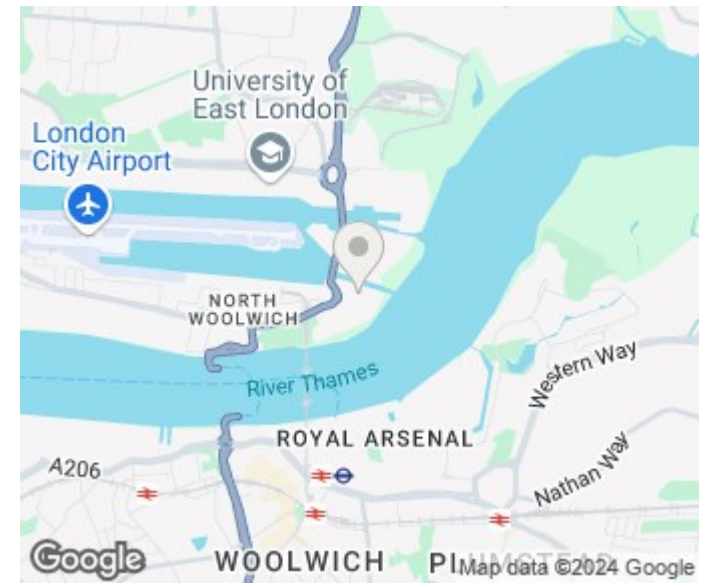 University of
East London
London
City Airport
NORTH
WOOLWICH
River Thames
Western Way
ROYAL ARSENAL
A206
Nathan Way
Google
WOOLWICH
Map data ©2024 Google